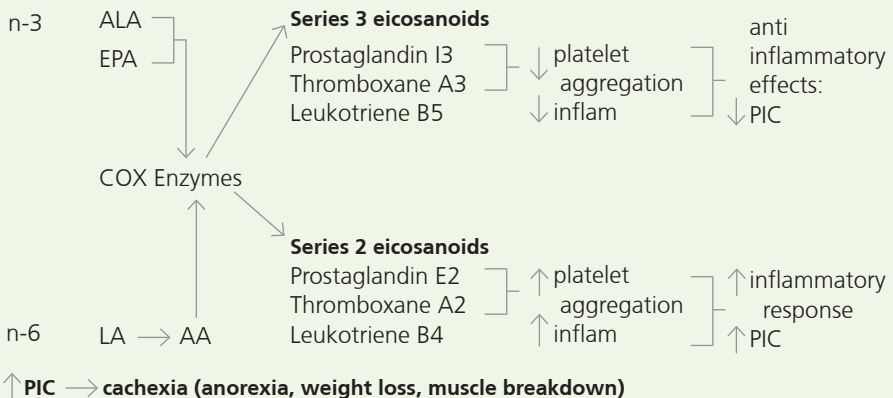 n-3
ALA
EPA
COX Enzymes
n-6
LA → AA
Series 3 eicosanoids
Prostaglandin I3
Thromboxane A3
Leukotriene B5
↓ platelet
aggregation
↓ inflam
anti
inflammatory
effects:
↓ PIC
Series 2 eicosanoids
Prostaglandin E2
Thromboxane A2
Leukotriene B4
↑ platelet
aggregation
↑ inflam
↑ inflammatory
response
↑ PIC
↑ PIC → cachexia (anorexia, weight loss, muscle breakdown)